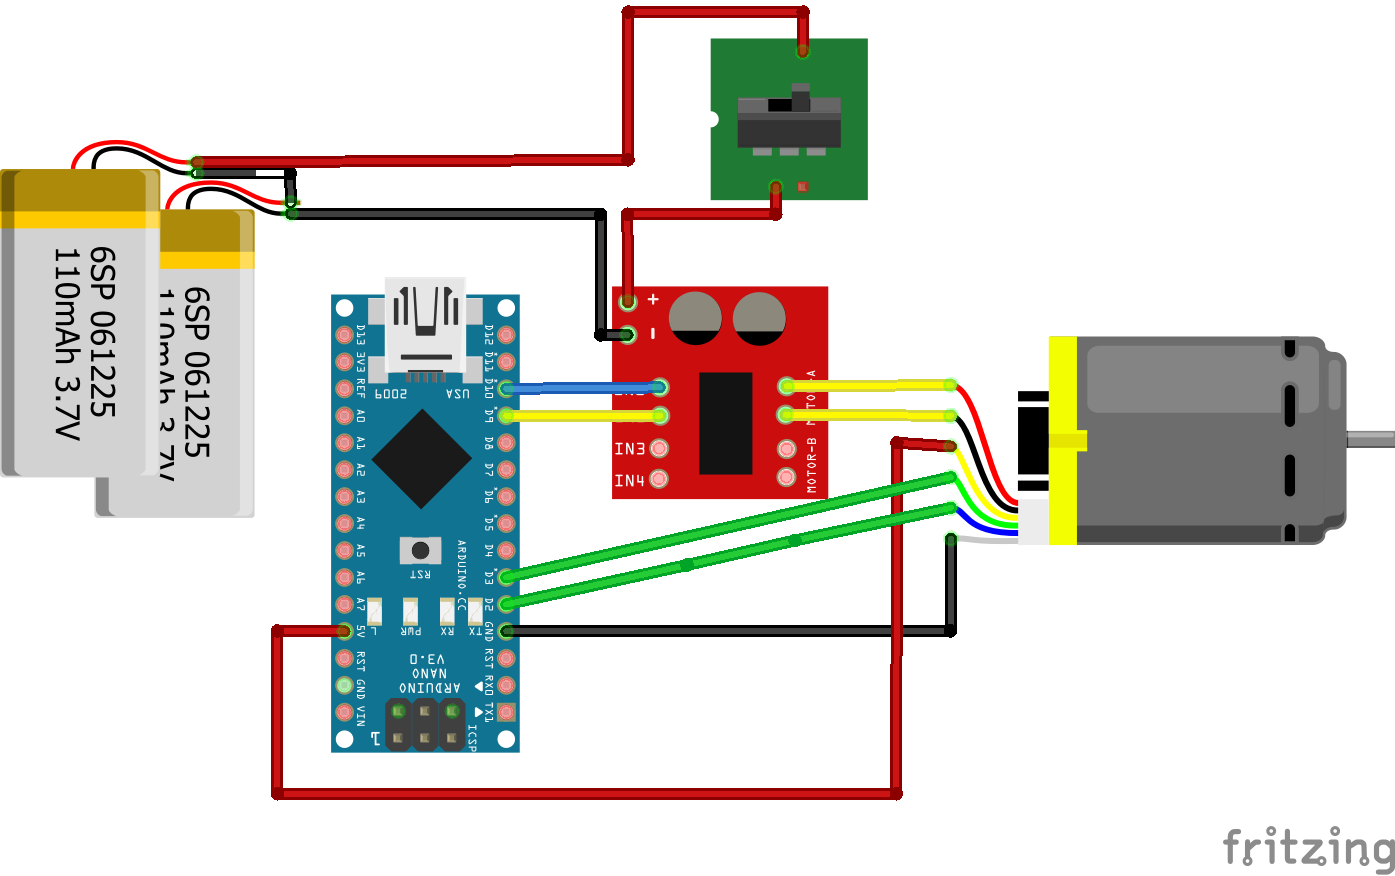 6SP 061225
110mAh 3.7V
6SP 061225
110mAh 3.7V
+
-
IN3
IN4
MOTOR-A
MOTOR-B
D13
3V3
REF
A0
A1
A2
A3
A4
A5
A6
A7
5V
RST
GND
VIN
D12
D11
D10
D9
D8
D7
D6
D5
D4
D3
D2
GND
RST
RX0
TX1
USA
RST
ARDUINO.CC
TX
RX
PWR
L
ARDUINO
NANO
V3.0
ICSP
1
fritzing